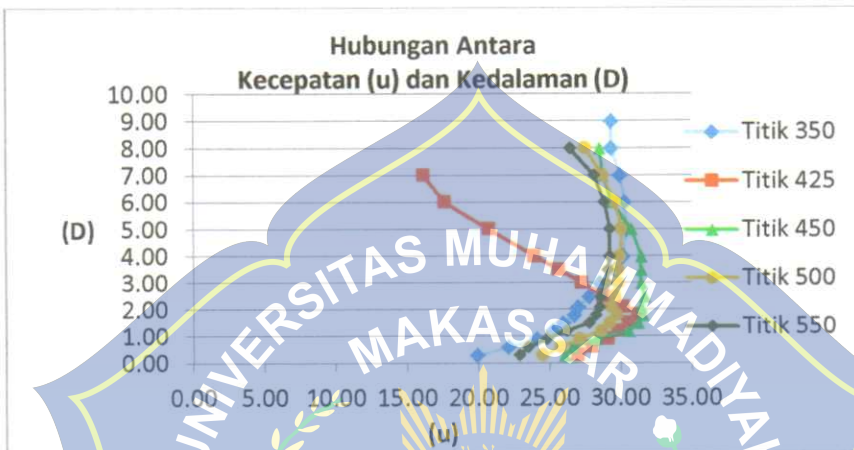 Hubungan Antara
Kecepatan (u) dan Kedalaman (D)
10.00
9.00
8.00
7.00
6.00
5.00
4.00
3.00
2.00
1.00
0.00
(D)
0.00 5.00 10.00 15.00 20.00 25.00 30.00 35.00
(u)
Titik 350
Titik 425
Titik 450
Titik 500
Titik 550
UNIVERSITAS MUHAMMADIYA
MAKASSAR